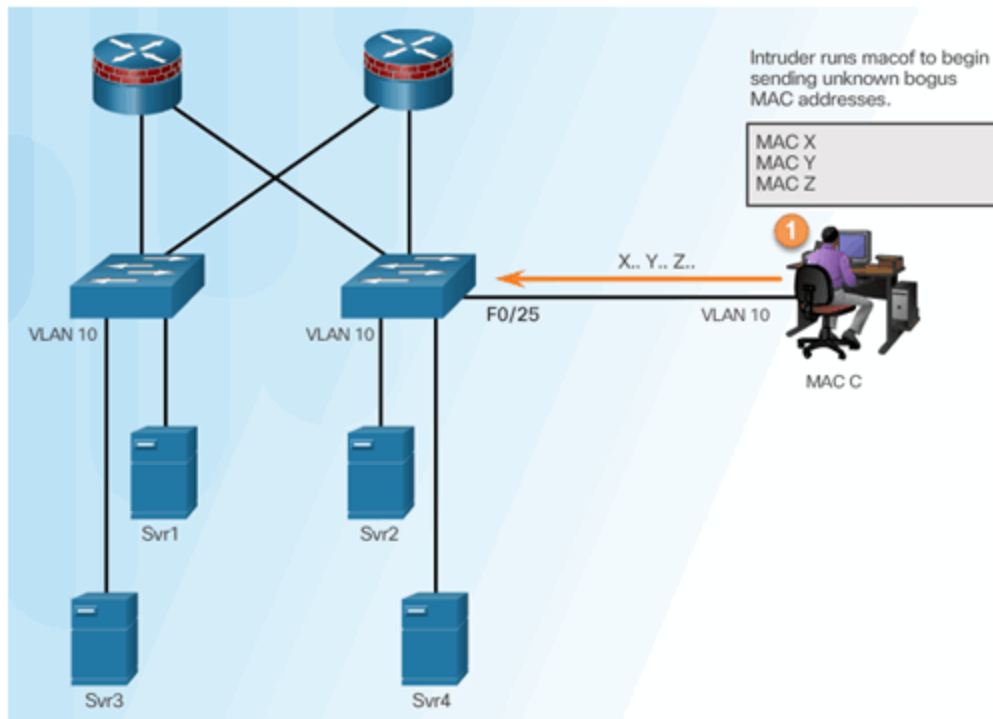 Intruder runs macof to begin
sending unknown bogus
MAC addresses.
MAC X
MAC Y
MAC Z
1
X.. Y.. Z..
F0/25
VLAN 10
VLAN 10
VLAN 10
MAC C
Svr1
Svr2
Svr3
Svr4